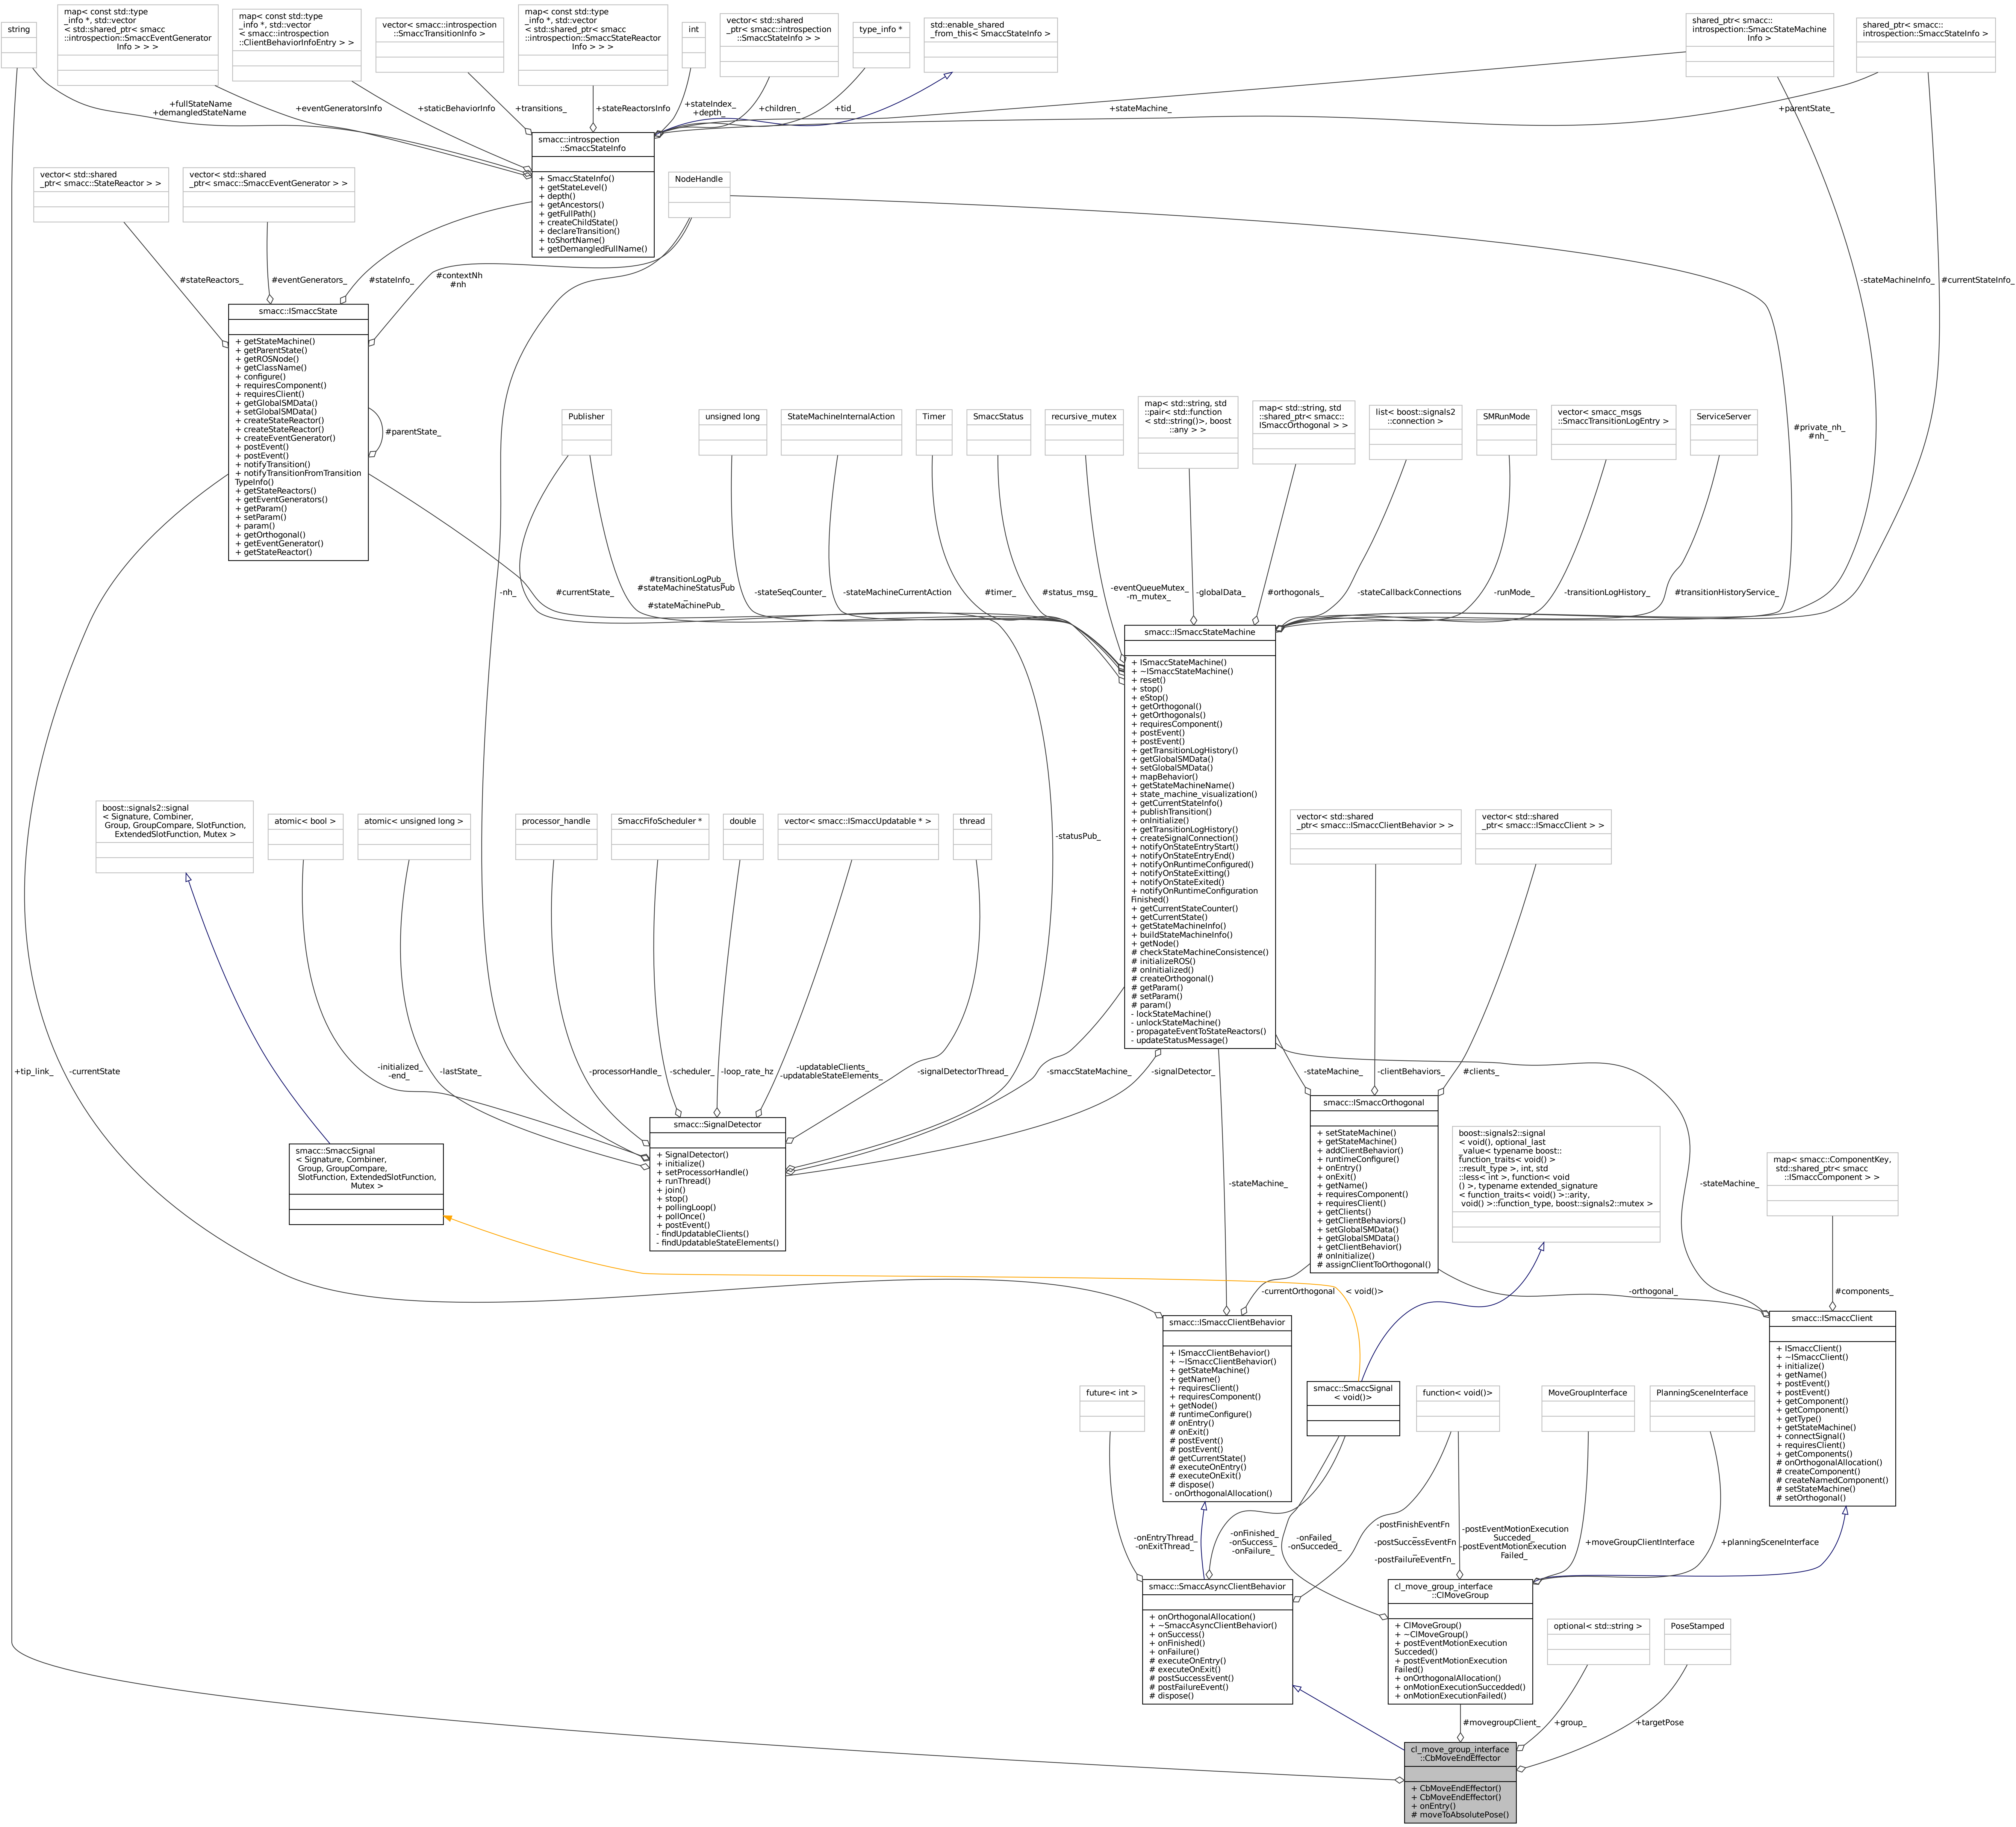 string
map< const std::type
_info *, std::vector
< std::shared_ptr< smacc
::introspection::SmaccEventGenerator
Info > > >
map< const std::type
_info *, std::vector
< smacc::introspection
::ClientBehaviorInfoEntry > >
vector< smacc::introspection
::SmaccTransitionInfo >
map< const std::type
_info *, std::vector
< std::shared_ptr< smacc
::introspection::SmaccStateReactor
Info > > >
int
vector< std::shared
_ptr< smacc::introspection
::SmaccStateInfo > >
type_info *
std::enable_shared
_from_this< SmaccStateInfo >
shared_ptr< smacc::
introspection::SmaccStateMachine
Info >
shared_ptr< smacc::
introspection::SmaccStateInfo >
+fullStateName
+demangledStateName
+eventGeneratorsInfo
+staticBehaviorInfo
+transitions_
+stateReactorsInfo
+stateIndex_
+depth_
+children_
+tid_
+stateMachine_
+parentState_
smacc::introspection
::SmaccStateInfo
+ SmaccStateInfo()
+ getStateLevel()
+ depth()
+ getAncestors()
+ getFullPath()
+ createChildState()
+ declareTransition()
+ toShortName()
+ getDemangledFullName()
vector< std::shared
_ptr< smacc::StateReactor > >
vector< std::shared
_ptr< smacc::SmaccEventGenerator > >
NodeHandle
#stateReactors_
#eventGenerators_
#stateInfo_
#contextNh
#nh
-stateMachineInfo_
#currentStateInfo_
smacc::ISmaccState
+ getStateMachine()
+ getParentState()
+ getROSNode()
+ getClassName()
+ configure()
+ requiresComponent()
+ requiresClient()
+ getGlobalSMData()
+ setGlobalSMData()
+ createStateReactor()
+ createStateReactor()
+ createEventGenerator()
+ postEvent()
+ postEvent()
+ notifyTransition()
+ notifyTransitionFromTransition
TypeInfo()
+ getStateReactors()
+ getEventGenerators()
+ getParam()
+ setParam()
+ param()
+ getOrthogonal()
+ getEventGenerator()
+ getStateReactor()
#parentState_
Publisher
unsigned long
StateMachineInternalAction
Timer
SmaccStatus
recursive_mutex
map< std::string, std
::pair< std::function
< std::string()>, boost
::any > >
map< std::string, std
::shared_ptr< smacc::
ISmaccOrthogonal > >
list< boost::signals2
::connection >
SMRunMode
vector< smacc_msgs
::SmaccTransitionLogEntry >
ServiceServer
#private_nh_
#nh_
-nh_
#currentState_
#transitionLogPub_
#stateMachineStatusPub
_
#stateMachinePub_
-stateSeqCounter_
-stateMachineCurrentAction
#timer_
#status_msg_
-eventQueueMutex_
-m_mutex_
-globalData_
#orthogonals_
-stateCallbackConnections
-runMode_
-transitionLogHistory_
#transitionHistoryService_
smacc::ISmaccStateMachine
+ ISmaccStateMachine()
+ ~ISmaccStateMachine()
+ reset()
+ stop()
+ eStop()
+ getOrthogonal()
+ getOrthogonals()
+ requiresComponent()
+ postEvent()
+ postEvent()
+ getTransitionLogHistory()
+ getGlobalSMData()
+ setGlobalSMData()
+ mapBehavior()
+ getStateMachineName()
+ state_machine_visualization()
+ getCurrentStateInfo()
+ publishTransition()
+ onInitialize()
+ getTransitionLogHistory()
+ createSignalConnection()
+ notifyOnStateEntryStart()
+ notifyOnStateEntryEnd()
+ notifyOnRuntimeConfigured()
+ notifyOnStateExitting()
+ notifyOnStateExited()
+ notifyOnRuntimeConfiguration
Finished()
+ getCurrentStateCounter()
+ getCurrentState()
+ getStateMachineInfo()
+ buildStateMachineInfo()
+ getNode()
# checkStateMachineConsistence()
# initializeROS()
# onInitialized()
# createOrthogonal()
# getParam()
# setParam()
# param()
- lockStateMachine()
- unlockStateMachine()
- propagateEventToStateReactors()
- updateStatusMessage()
boost::signals2::signal
< Signature, Combiner,
Group, GroupCompare, SlotFunction,
ExtendedSlotFunction, Mutex >
atomic< bool >
atomic< unsigned long >
processor_handle
SmaccFifoScheduler *
double
vector< smacc::ISmaccUpdatable * >
thread
-statusPub_
vector< std::shared
_ptr< smacc::ISmaccClientBehavior > >
vector< std::shared
_ptr< smacc::ISmaccClient > >
+tip_link_
-currentState
-initialized_
-end_
-lastState_
-processorHandle_
-scheduler_
-loop_rate_hz
-updatableClients_
-updatableStateElements_
-signalDetectorThread_
-smaccStateMachine_
-signalDetector_
-stateMachine_
-clientBehaviors_
#clients_
smacc::SmaccSignal
< Signature, Combiner,
Group, GroupCompare,
SlotFunction, ExtendedSlotFunction,
Mutex >
smacc::SignalDetector
+ SignalDetector()
+ initialize()
+ setProcessorHandle()
+ runThread()
+ join()
+ stop()
+ pollingLoop()
+ pollOnce()
+ postEvent()
- findUpdatableClients()
- findUpdatableStateElements()
-stateMachine_
smacc::ISmaccOrthogonal
+ setStateMachine()
+ getStateMachine()
+ addClientBehavior()
+ runtimeConfigure()
+ onEntry()
+ onExit()
+ getName()
+ requiresComponent()
+ requiresClient()
+ getClients()
+ getClientBehaviors()
+ setGlobalSMData()
+ getGlobalSMData()
+ getClientBehavior()
# onInitialize()
# assignClientToOrthogonal()
boost::signals2::signal
< void(), optional_last
_value< typename boost::
function_traits< void() >
::result_type >, int, std
::less< int >, function< void
() >, typename extended_signature
< function_traits< void() >::arity,
void() >::function_type, boost::signals2::mutex >
-stateMachine_
map< smacc::ComponentKey,
std::shared_ptr< smacc
::ISmaccComponent > >
-currentOrthogonal
< void()>
-orthogonal_
#components_
smacc::ISmaccClientBehavior
+ ISmaccClientBehavior()
+ ~ISmaccClientBehavior()
+ getStateMachine()
+ getName()
+ requiresClient()
+ requiresComponent()
+ getNode()
# runtimeConfigure()
# onEntry()
# onExit()
# postEvent()
# postEvent()
# getCurrentState()
# executeOnEntry()
# executeOnExit()
# dispose()
- onOrthogonalAllocation()
smacc::ISmaccClient
+ ISmaccClient()
+ ~ISmaccClient()
+ initialize()
+ getName()
+ postEvent()
+ postEvent()
+ getComponent()
+ getComponent()
+ getType()
+ getStateMachine()
+ connectSignal()
+ requiresClient()
+ getComponents()
# onOrthogonalAllocation()
# createComponent()
# createNamedComponent()
# setStateMachine()
# setOrthogonal()
future< int >
smacc::SmaccSignal
< void()>
function< void()>
MoveGroupInterface
PlanningSceneInterface
-onEntryThread_
-onExitThread_
-onFinished_
-onSuccess_
-onFailure_
-onFailed_
-onSucceded_
-postFinishEventFn
_
-postSuccessEventFn
_
-postFailureEventFn_
-postEventMotionExecution
Succeded_
-postEventMotionExecution
Failed_
+moveGroupClientInterface
+planningSceneInterface
smacc::SmaccAsyncClientBehavior
+ onOrthogonalAllocation()
+ ~SmaccAsyncClientBehavior()
+ onSuccess()
+ onFinished()
+ onFailure()
# executeOnEntry()
# executeOnExit()
# postSuccessEvent()
# postFailureEvent()
# dispose()
cl_move_group_interface
::ClMoveGroup
+ ClMoveGroup()
+ ~ClMoveGroup()
+ postEventMotionExecution
Succeded()
+ postEventMotionExecution
Failed()
+ onOrthogonalAllocation()
+ onMotionExecutionSuccedded()
+ onMotionExecutionFailed()
optional< std::string >
PoseStamped
#movegroupClient_
+group_
+targetPose
cl_move_group_interface
::CbMoveEndEffector
+ CbMoveEndEffector()
+ CbMoveEndEffector()
+ onEntry()
# moveToAbsolutePose()